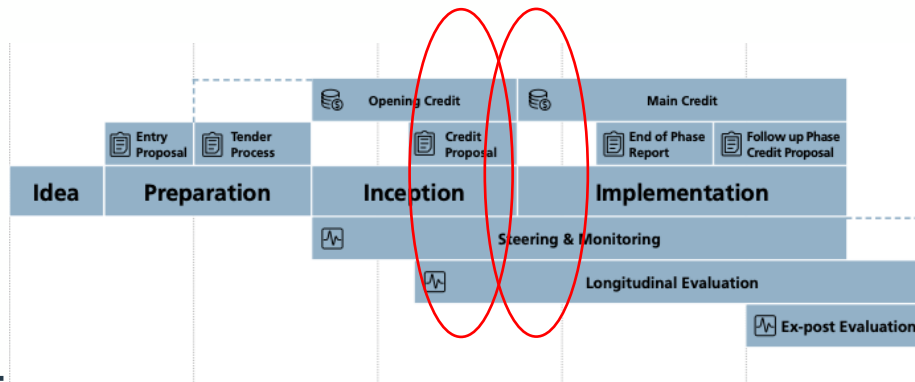 Opening Credit
Main Credit
Entry
Proposal
Tender
Process
Credit
Proposal
End of Phase
Report
Follow up Phase
Credit Proposal
Idea
Preparation
Inception
Implementation
Steering & Monitoring
Longitudinal Evaluation
Ex-post Evaluation